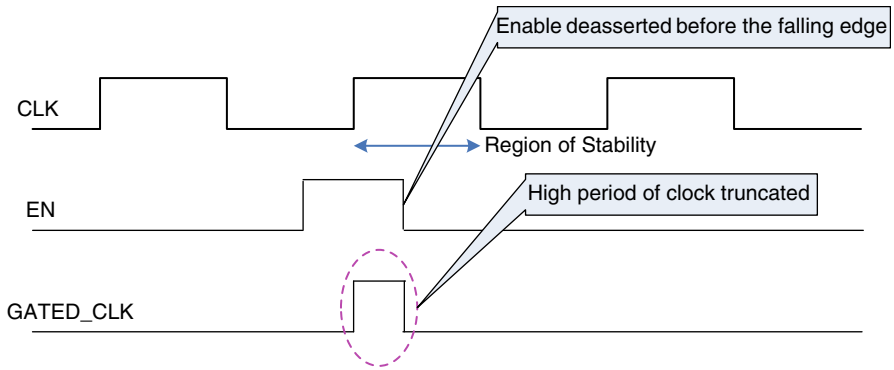 Enable deasserted before the falling edge
CLK
Region of Stability
High period of clock truncated
EN
GATED_CLK